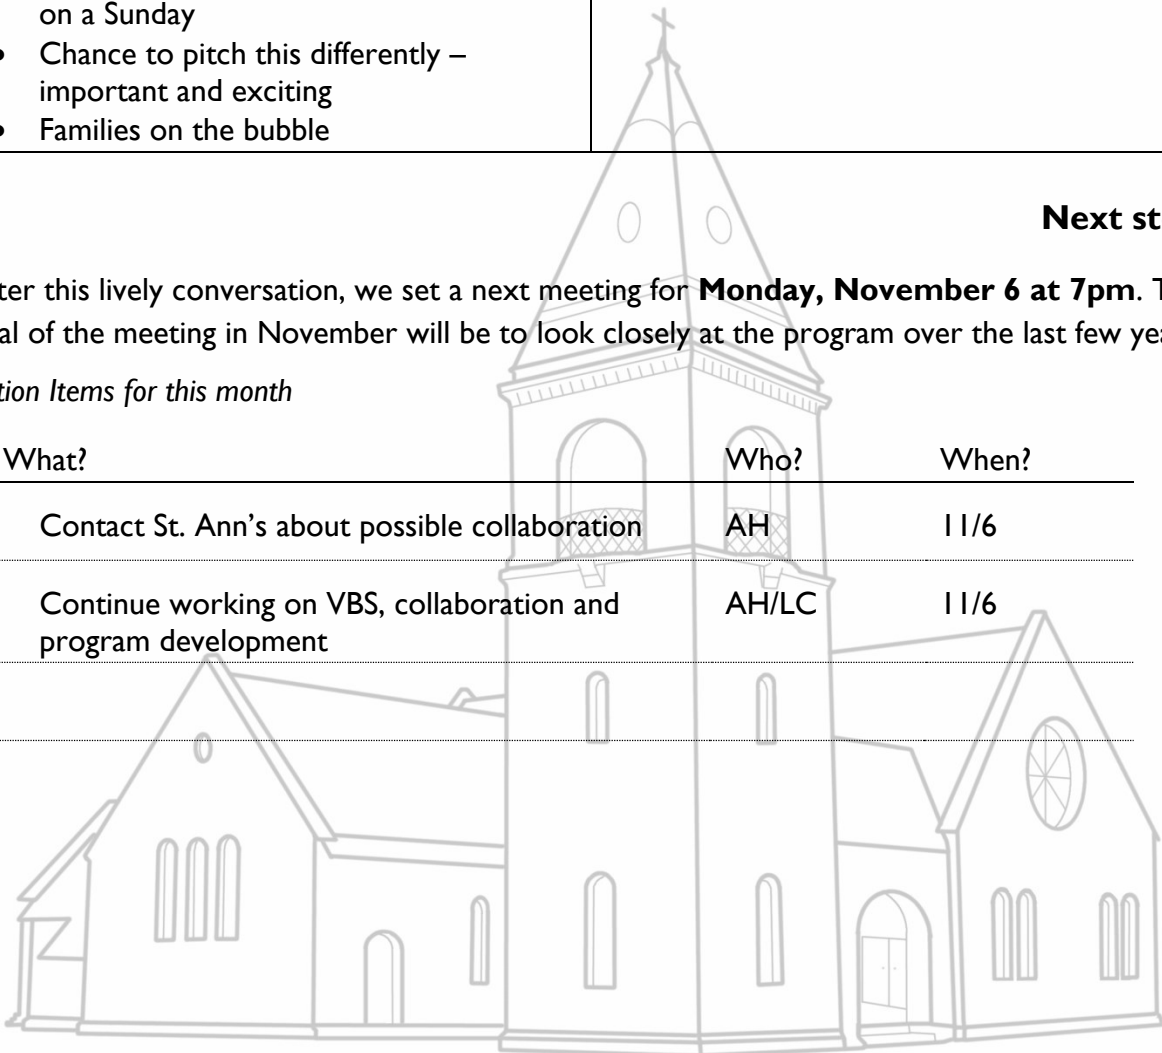 on a Sunday
• Chance to pitch this differently –
important and exciting
• Families on the bubble
Next st
ter this lively conversation, we set a next meeting for Monday, November 6 at 7pm. T
al of the meeting in November will be to look closely at the program over the last few yea
tion Items for this month
What? Who? When?
Contact St. Ann's about possible collaboration AH 11/6
Continue working on VBS, collaboration and AH/LC 11/6
program development